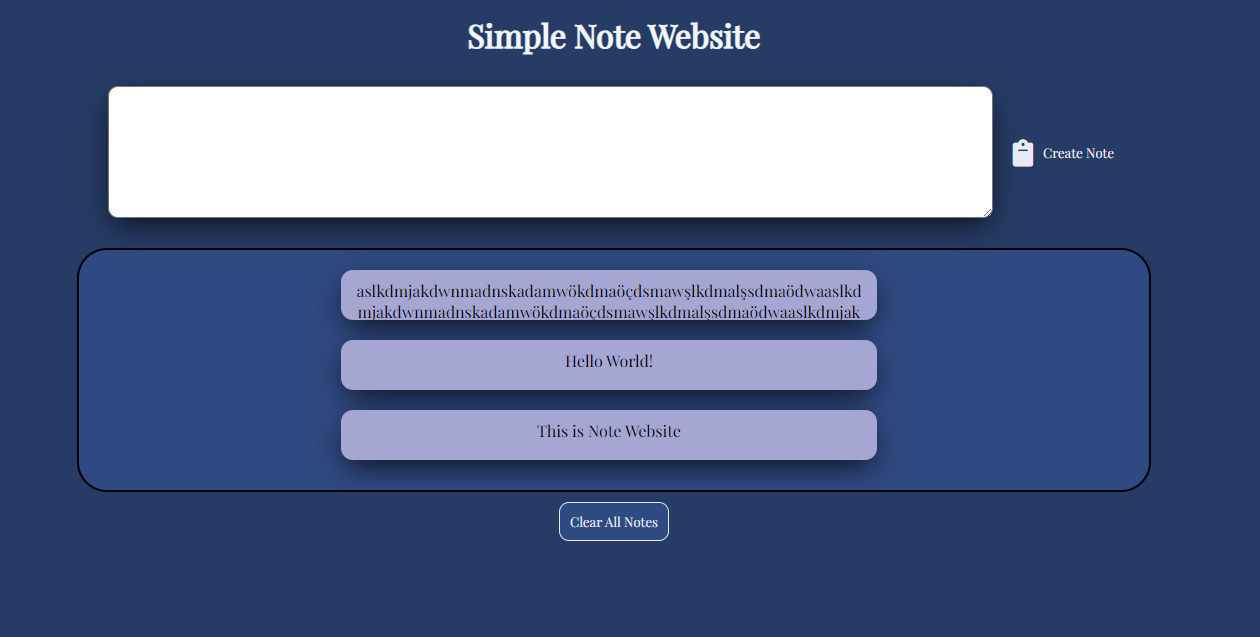 Simple Note Website
Create Note
aslkdmjakdwnmadnskadamwökdmaöçdsmawşlkdmalşsdmaödwaaslkd
mjakdwnmadnskadamwökdmaöçdsmawşlkdmalşsdmaödwaaslkdmjak
Hello World!
This is Note Website
Clear All Notes